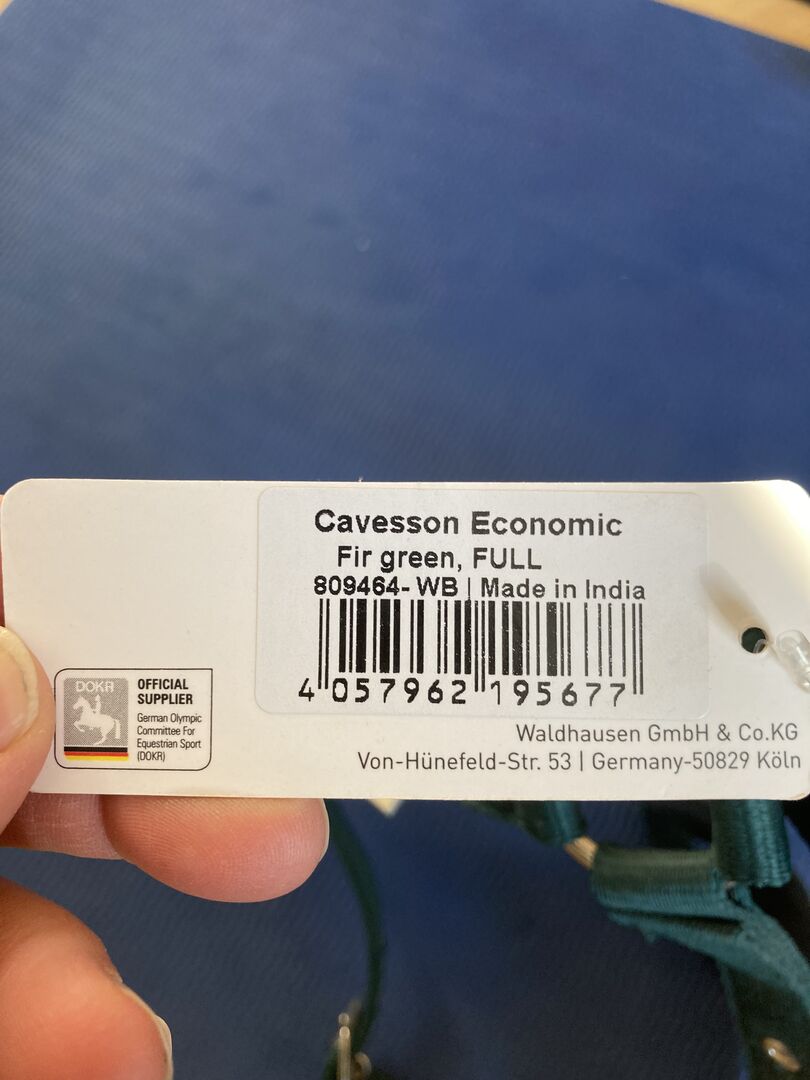 Cavesson Economic
Fir green, FULL
809464-WB | Made in India
4 057962 195677
DOKR
OFFICIAL
SUPPLIER
German Olympic
Committee For
Equestrian Sport
(DOKR)
Waldhausen GmbH & Co.KG
Von-Hünefeld-Str. 53 | Germany-50829 Köln